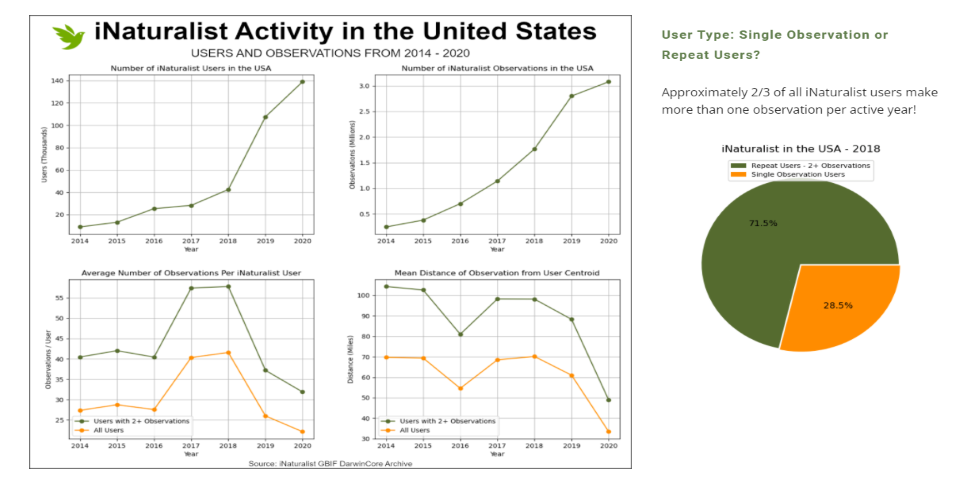 iNaturalist Activity in the United States
USERS AND OBSERVATIONS FROM 2014 - 2020
Number of iNaturalist Users in the USA
140
120
100
80
60
40
20
Users (Thousands)
2014 2015 2016 2017 2018 2019 2020
Year
Number of iNaturalist Observations in the USA
3.0
2.5
2.0
1.5
1.0
0.5
Observations (Millions)
2014 2015 2016 2017 2018 2019 2020
Year
Average Number of Observations Per iNaturalist User
55
50
45
40
35
30
25
Observations / User
Users with 2+ Observations
All Users
2014 2015 2016 2017 2018 2019 2020
Year
Mean Distance of Observation from User Centroid
100
90
80
70
60
50
40
30
Distance (Miles)
Users with 2+ Observations
All Users
2014 2015 2016 2017 2018 2019 2020
Year
Source: iNaturalist GBIF DarwinCore Archive
User Type: Single Observation or
Repeat Users?
Approximately 2/3 of all iNaturalist users make
more than one observation per active year!
iNaturalist in the USA - 2018
Repeat Users - 2+ Observations
Single Observation Users
71.5%
28.5%